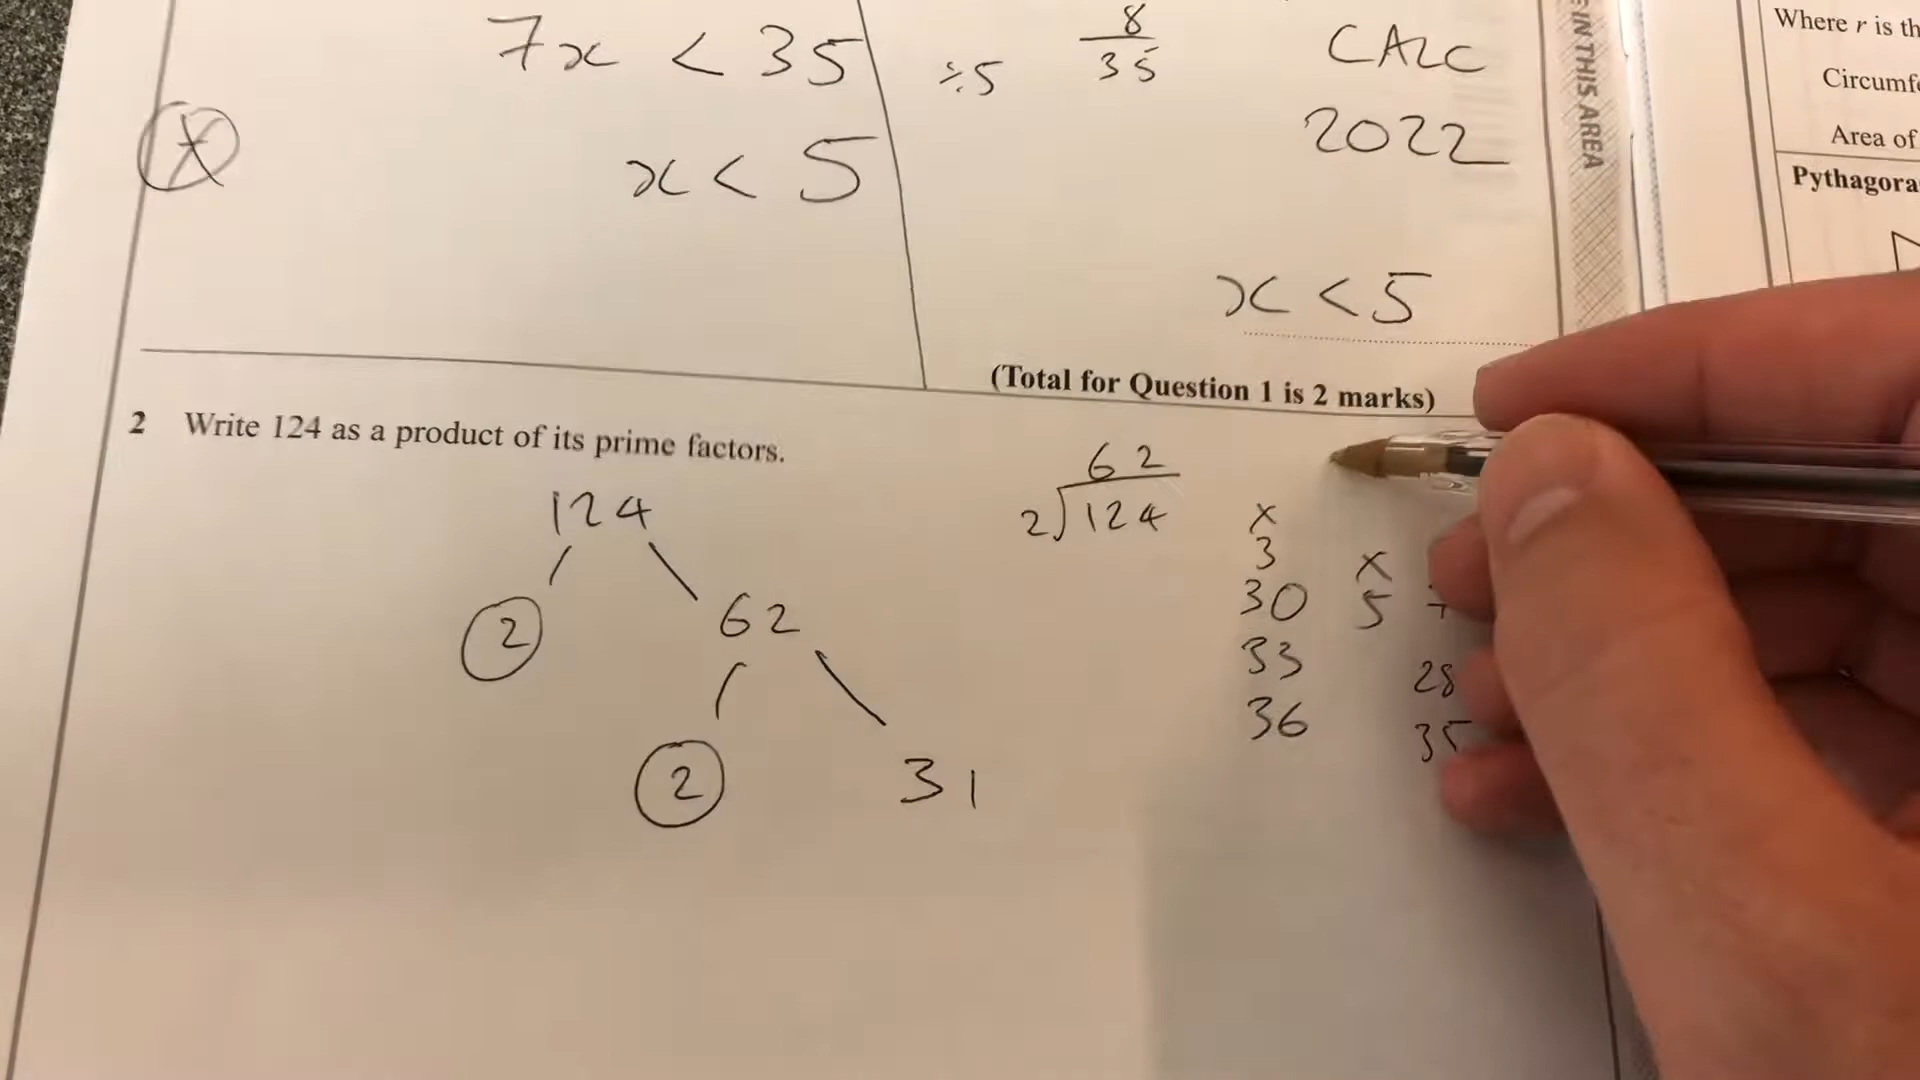 7x < 35
÷5
8
35
CALC
2022
x < 5
x < 5
(Total for Question 1 is 2 marks)
2 Write 124 as a product of its prime factors.
124
2
62
2
31
62
2)124
x
3
30
33
36
x
5
28
35
IN THIS AREA
Where r is
Circumf
Area of
Pythagora